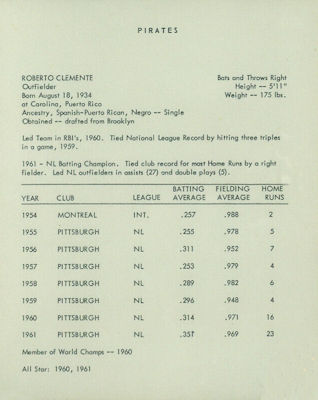 PIRATES
ROBERTO CLEMENTE Bats and Throws Right
Outfielder Height -- 5'11"
Born August 18, 1934 Weight -- 175 lbs.
at Carolina, Puerto Rico
Ancestry, Spanish-Puerto Rican, Negro -- Single
Obtained -- drafted from Brooklyn
Led Team in RBI's, 1960. Tied National League Record by hitting three triples
in a game, 1959.
1961 - NL Batting Champion. Tied club record for most Home Runs by a right
fielder. Led NL outfielders in assists (27) and double plays (5).
BATTING FIELDING HOME
YEAR CLUB LEAGUE AVERAGE AVERAGE RUNS
1954 MONTREAL INT. .257 .988 2
1955 PITTSBURGH NL .255 .978 5
1956 PITTSBURGH NL .311 .952 7
1957 PITTSBURGH NL .253 .979 4
1958 PITTSBURGH NL .289 .982 6
1959 PITTSBURGH NL .296 .948 4
1960 PITTSBURGH NL .314 .971 16
1961 PITTSBURGH NL .351 .969 23
Member of World Champs -- 1960
All Star: 1960, 1961